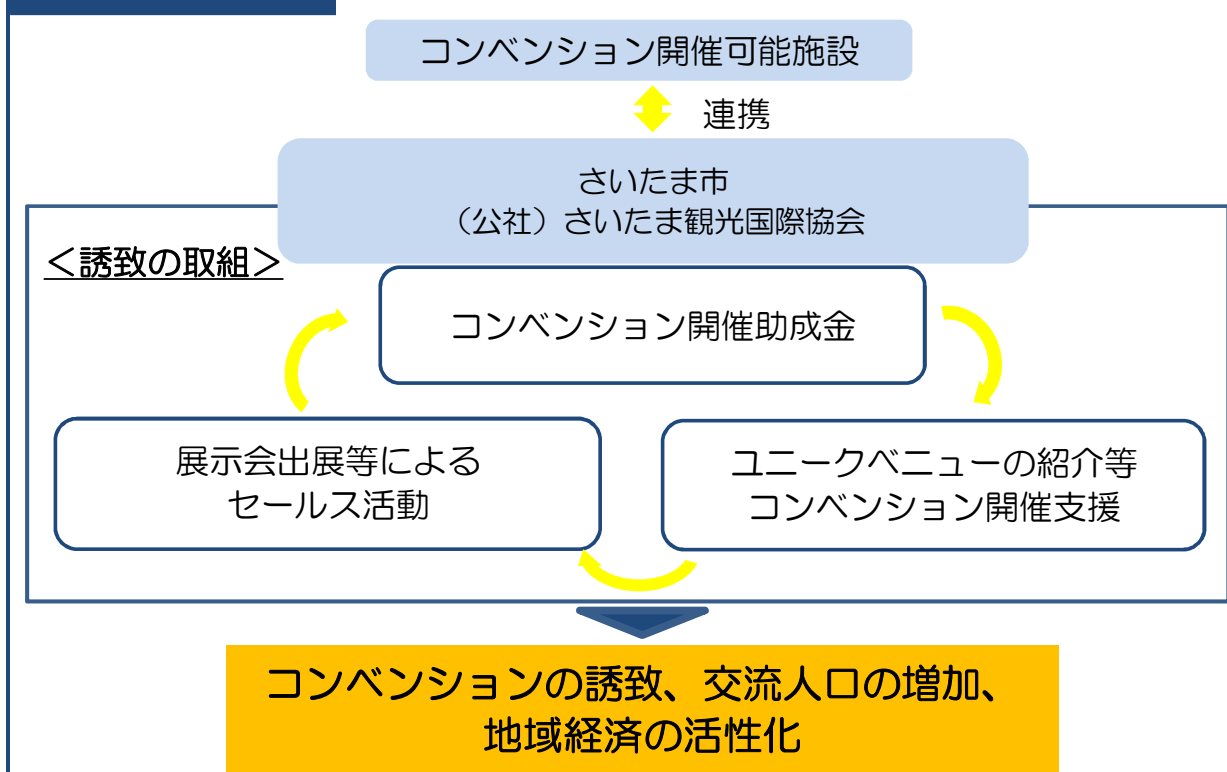 コンベンション開催可能施設
連携
さいたま市
（公社）さいたま観光国際協会
＜誘致の取組＞
コンベンション開催助成金
展示会出展等による
セールス活動
ユニークベニューの紹介等
コンベンション開催支援
コンベンションの誘致、交流人口の増加、
地域経済の活性化